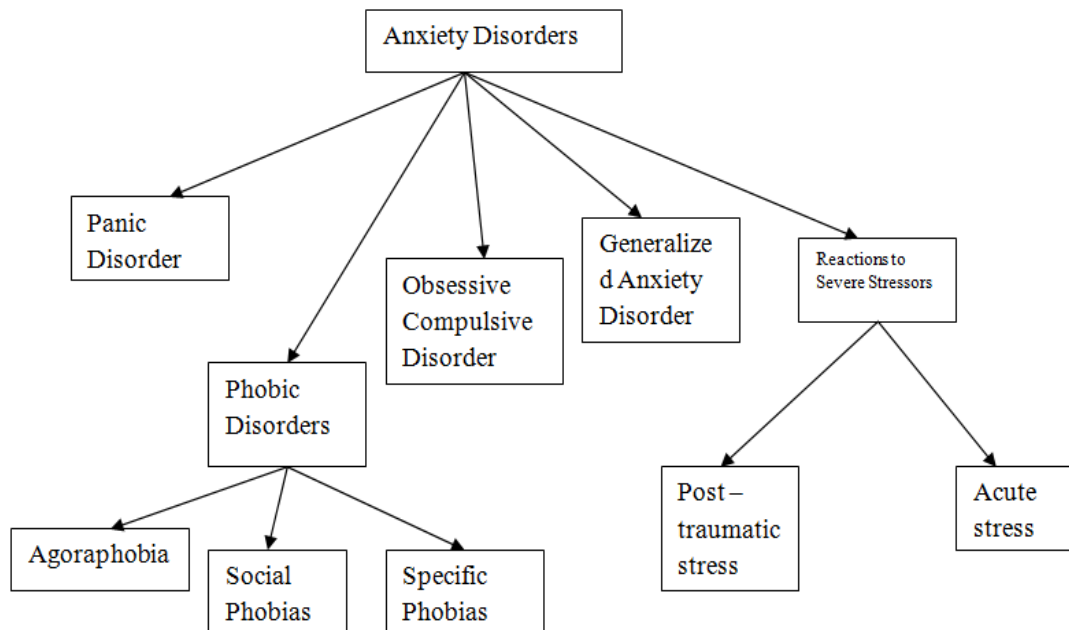 Anxiety Disorders
Panic
Disorder
Generalize
d Anxiety
Disorder
Reactions to
Severe Stressors
Obsessive
Compulsive
Disorder
Phobic
Disorders
Post –
traumatic
stress
Acute
stress
Agoraphobia
Social
Phobias
Specific
Phobias